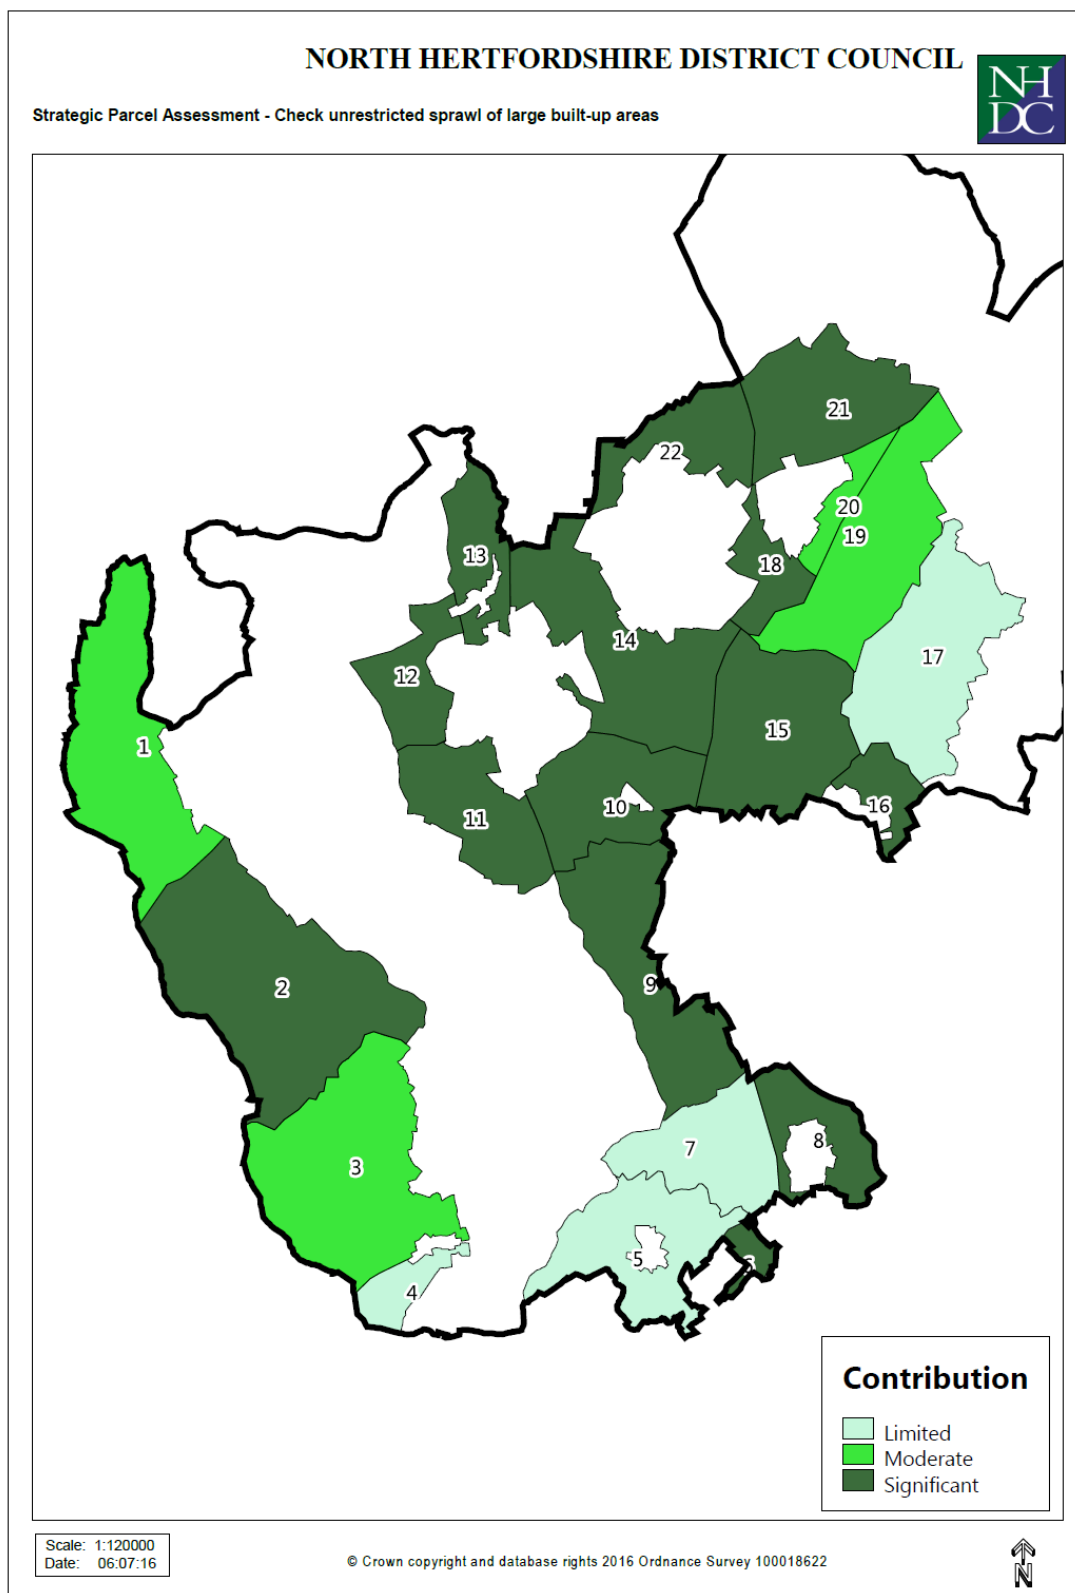 NORTH HERTFORDSHIRE DISTRICT COUNCIL
NH
DC
Strategic Parcel Assessment - Check unrestricted sprawl of large built-up areas
21
22
20
19
13
18
14
17
12
15
1
16
10
11
9
2
8
7
3
5
6
4
Contribution
Limited
Moderate
Significant
Scale: 1:120000
Date: 06:07:16
© Crown copyright and database rights 2016 Ordnance Survey 100018622
N